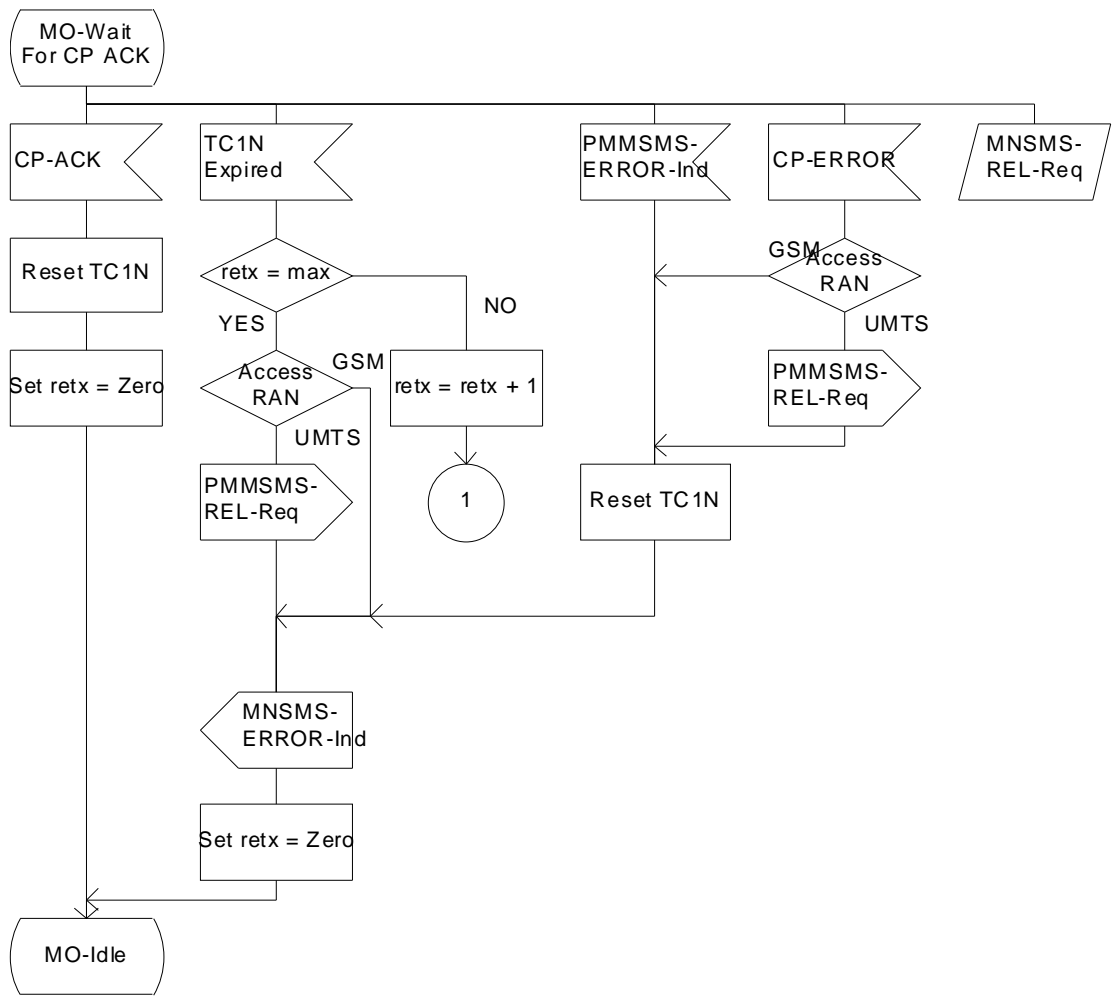 MO-Wait
For CP ACK
CP-ACK
TC1N
Expired
PMMSMS-
ERROR-Ind
CP-ERROR
MNSMS-
REL-Req
Reset TC1N
retx = max
GSM
Access
RAN
NO
YES
UMTS
Set retx = Zero
Access
RAN
GSM
retx = retx + 1
PMMSMS-
REL-Req
UMTS
PMMSMS-
REL-Req
1
Reset TC1N
MNSMS-
ERROR-Ind
Set retx = Zero
MO-Idle